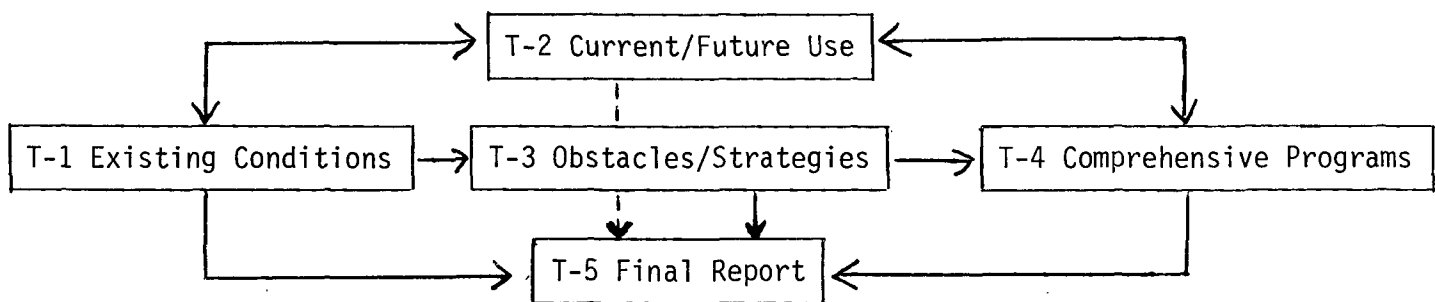 T-2 Current/Future Use
T-1 Existing Conditions
T-3 Obstacles/Strategies
T-4 Comprehensive Programs
T-5 Final Report